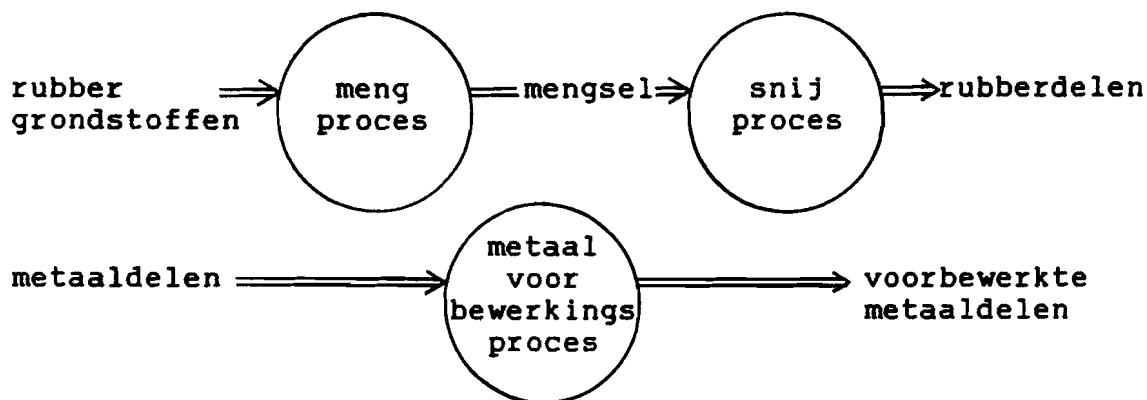 rubber
grondstoffen
meng
proces
mengsel
snij
proces
rubberdelen
metaaldelen
metaal
voor
bewerkings
proces
voorbewerkte
metaaldelen